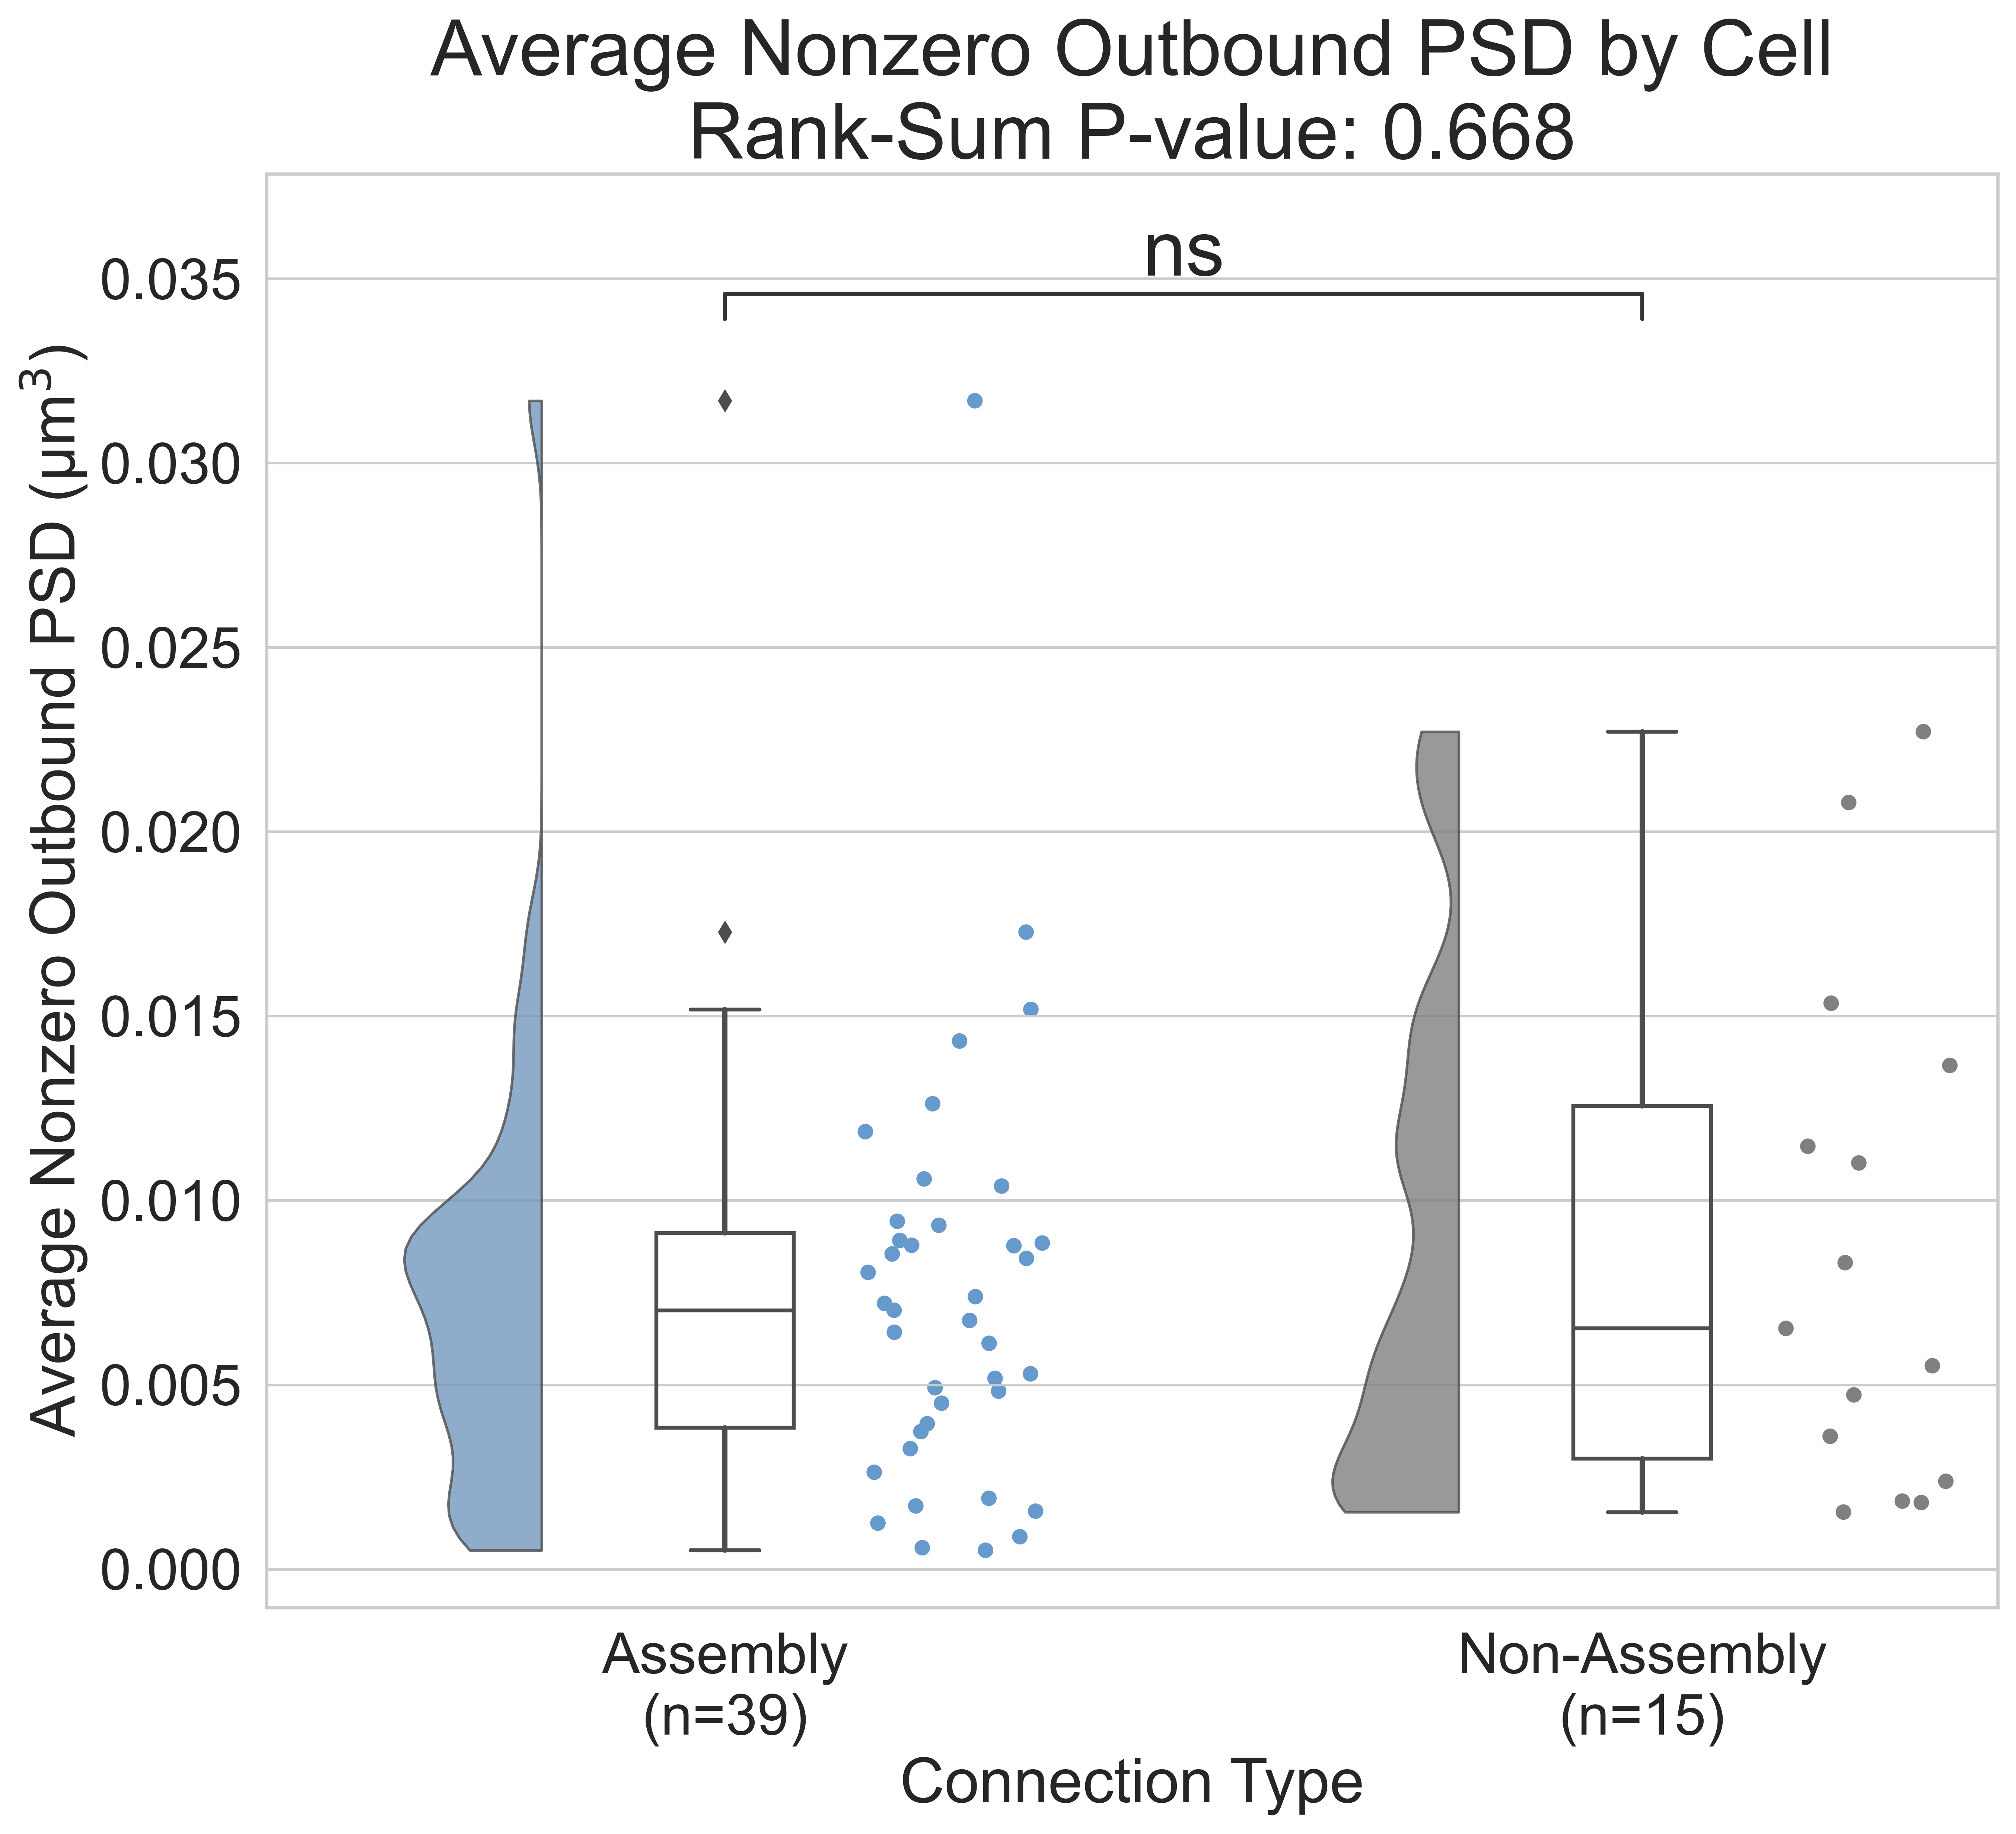 Average Nonzero Outbound PSD by Cell
Rank-Sum P-value: 0.668
ns
0.035
0.030
0.025
0.020
0.015
0.010
0.005
0.000
Average Nonzero Outbound PSD (µm³)
Assembly
(n=39)
Non-Assembly
(n=15)
Connection Type